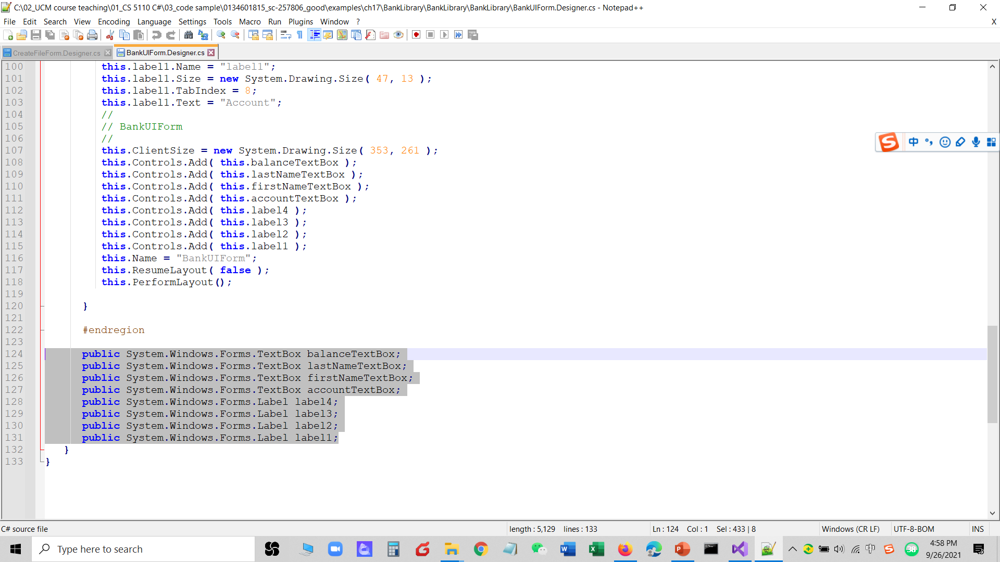 C:\02_UCM course teaching\01_CS 5110 C#\03_code sample\0134601815_sc-257806_good\examples\ch17\BankLibrary\BankLibrary\BankLibrary\BankUIForm.Designer.cs - Notepad++
File Edit Search View Encoding Language Settings Tools Macro Run Plugins Window ? X
CreateFileForm.Designer.cs BankUIForm.Designer.cs
100 this.label1.Name = "label1";
101 this.label1.Size = new System.Drawing.Size( 47, 13 );
102 this.label1.TabIndex = 8;
103 this.label1.Text = "Account";
104 //
105 // BankUIForm
106 //
107 this.ClientSize = new System.Drawing.Size( 353, 261 );
108 this.Controls.Add( this.balanceTextBox );
109 this.Controls.Add( this.lastNameTextBox );
110 this.Controls.Add( this.firstNameTextBox );
111 this.Controls.Add( this.accountTextBox );
112 this.Controls.Add( this.label4 );
113 this.Controls.Add( this.label3 );
114 this.Controls.Add( this.label2 );
115 this.Controls.Add( this.label1 );
116 this.Name = "BankUIForm";
117 this.ResumeLayout( false );
118 this.PerformLayout();
119
120 }
121
122 #endregion
123
124 public System.Windows.Forms.TextBox balanceTextBox;
125 public System.Windows.Forms.TextBox lastNameTextBox;
126 public System.Windows.Forms.TextBox firstNameTextBox;
127 public System.Windows.Forms.TextBox accountTextBox;
128 public System.Windows.Forms.Label label4;
129 public System.Windows.Forms.Label label3;
130 public System.Windows.Forms.Label label2;
131 public System.Windows.Forms.Label label1;
132 }
133 }
S 中
C# source file length : 5,129 lines : 133 Ln : 124 Col : 1 Sel : 433 | 8 Windows (CR LF) UTF-8-BOM INS
Type here to search 中 S 38 4:58 PM
9/26/2021